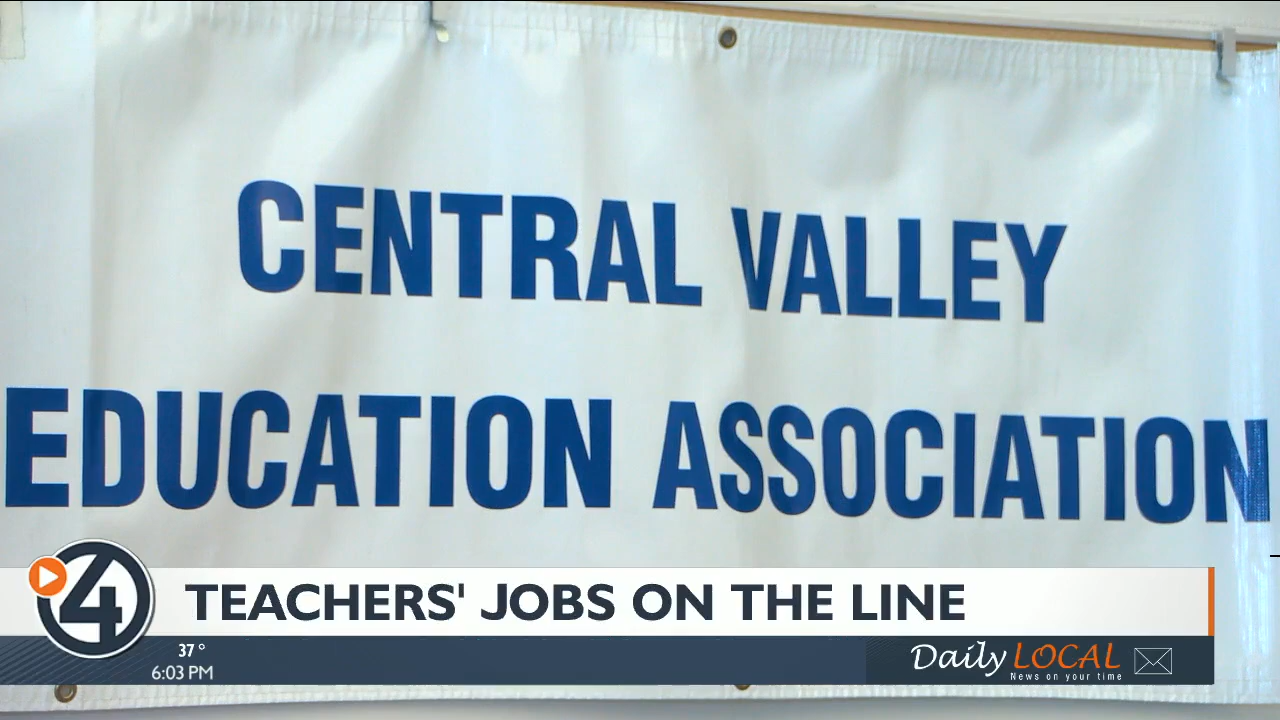 CENTRAL VALLEY
EDUCATION ASSOCIATION
4
TEACHERS' JOBS ON THE LINE
37°
6:03 PM
Daily LOCAL
News on your time